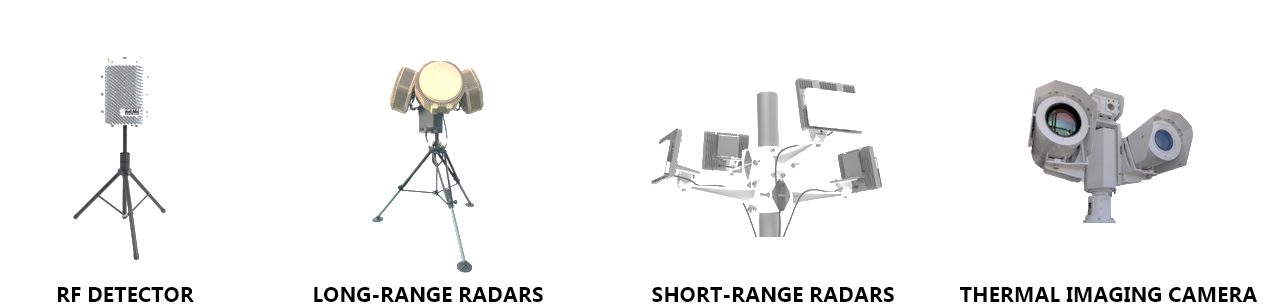 RF DETECTOR
LONG-RANGE RADARS
SHORT-RANGE RADARS
THERMAL IMAGING CAMERA